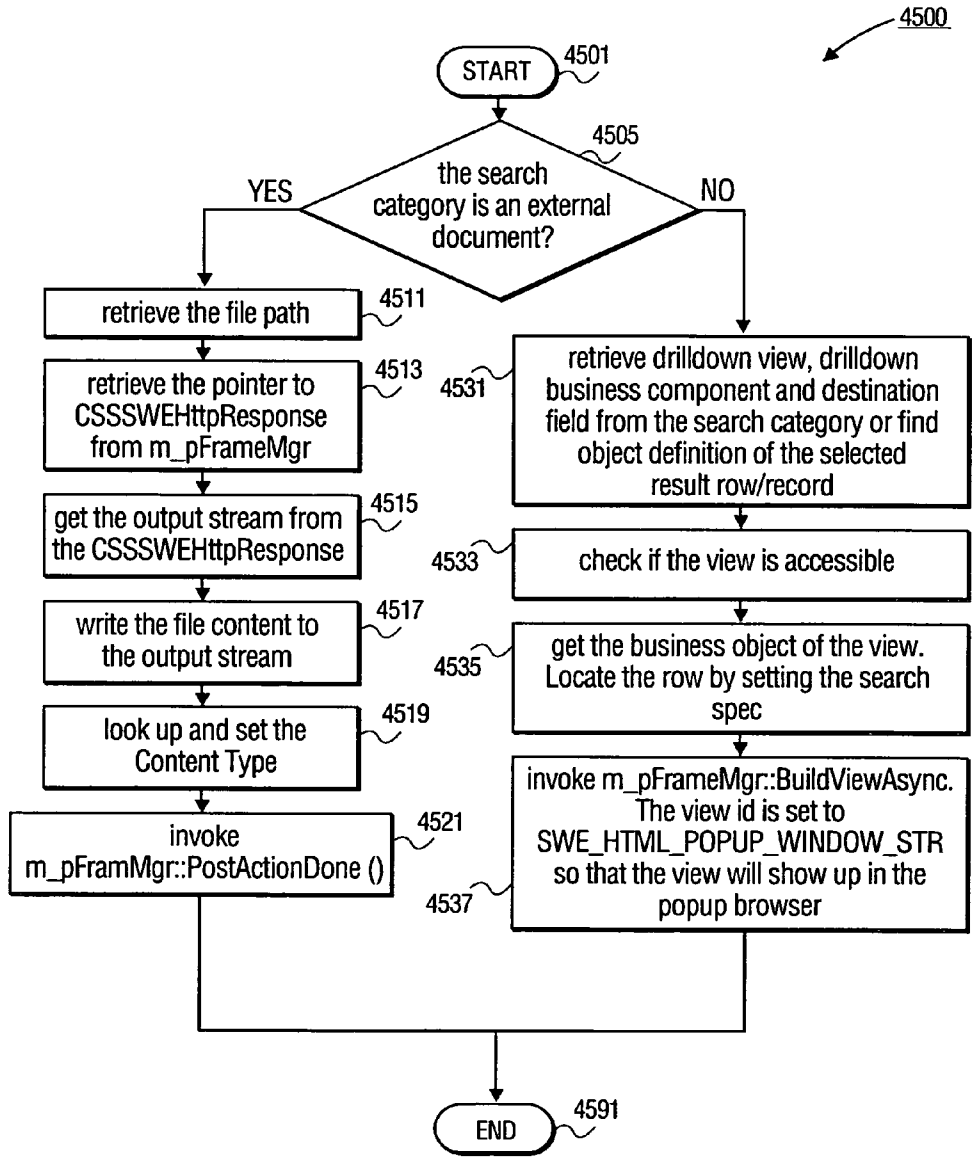 4500
START
4501
4505
the search
category is an external
document?
YES
NO
retrieve the file path
4511
retrieve the pointer to
CSSSWEHttpResponse
from m_pFrameMgr
4513
get the output stream from
the CSSSWEHttpResponse
4515
write the file content to
the output stream
4517
look up and set the
Content Type
4519
invoke
m_pFramMgr::PostActionDone ()
4521
4531
retrieve drilldown view, drilldown
business component and destination
field from the search category or find
object definition of the selected
result row/record
4533
check if the view is accessible
4535
get the business object of the view.
Locate the row by setting the search
spec
4537
invoke m_pFrameMgr::BuildViewAsync.
The view id is set to
SWE_HTML_POPUP_WINDOW_STR
so that the view will show up in the
popup browser
END
4591